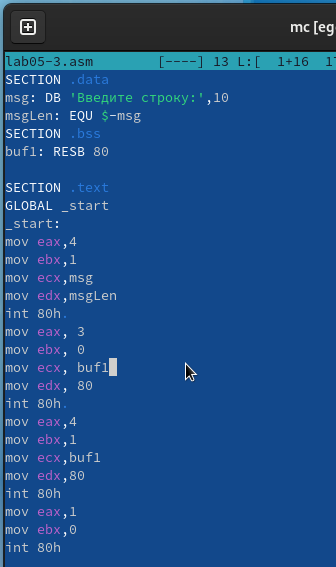 mc [eg
lab05-3.asm [----] 13 L:[ 1+16 1
SECTION .data
msg: DB 'Введите строку:',10
msgLen: EQU $-msg
SECTION .bss
buf1: RESB 80
SECTION .text
GLOBAL _start
_start:
mov eax,4
mov ebx,1
mov ecx,msg
mov edx,msgLen
int 80h.
mov eax, 3
mov ebx, 0
mov ecx, buf1
mov edx, 80
int 80h.
mov eax,4
mov ebx,1
mov ecx,buf1
mov edx,80
int 80h
mov eax,1
mov ebx,0
int 80h